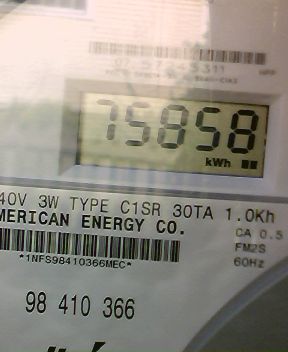 75858
kWh
40V 3W TYPE C1SR 30TA 1.0Kh
MERICAN ENERGY CO.
CA 0.5
FM2S
60Hz
*1NFS98410366MEC*
98 410 366